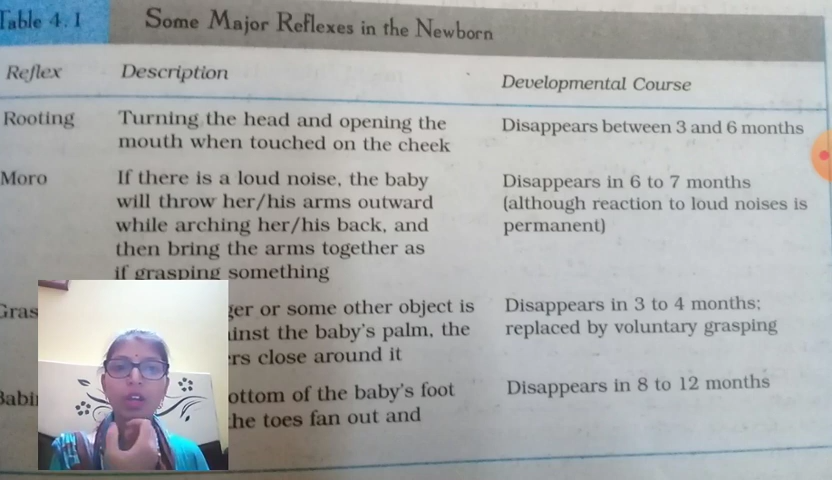 Table 4.1 Some Major Reflexes in the Newborn
Reflex Description Developmental Course
Rooting Turning the head and opening the Disappears between 3 and 6 months
mouth when touched on the cheek
Moro If there is a loud noise, the baby Disappears in 6 to 7 months
will throw her/his arms outward (although reaction to loud noises is
while arching her/his back, and permanent)
then bring the arms together as
if grasping something
or some other object is Disappears in 3 to 4 months;
the baby's palm, the replaced by voluntary grasping
close around it
of the baby's foot Disappears in 8 to 12 months
toes fan out and